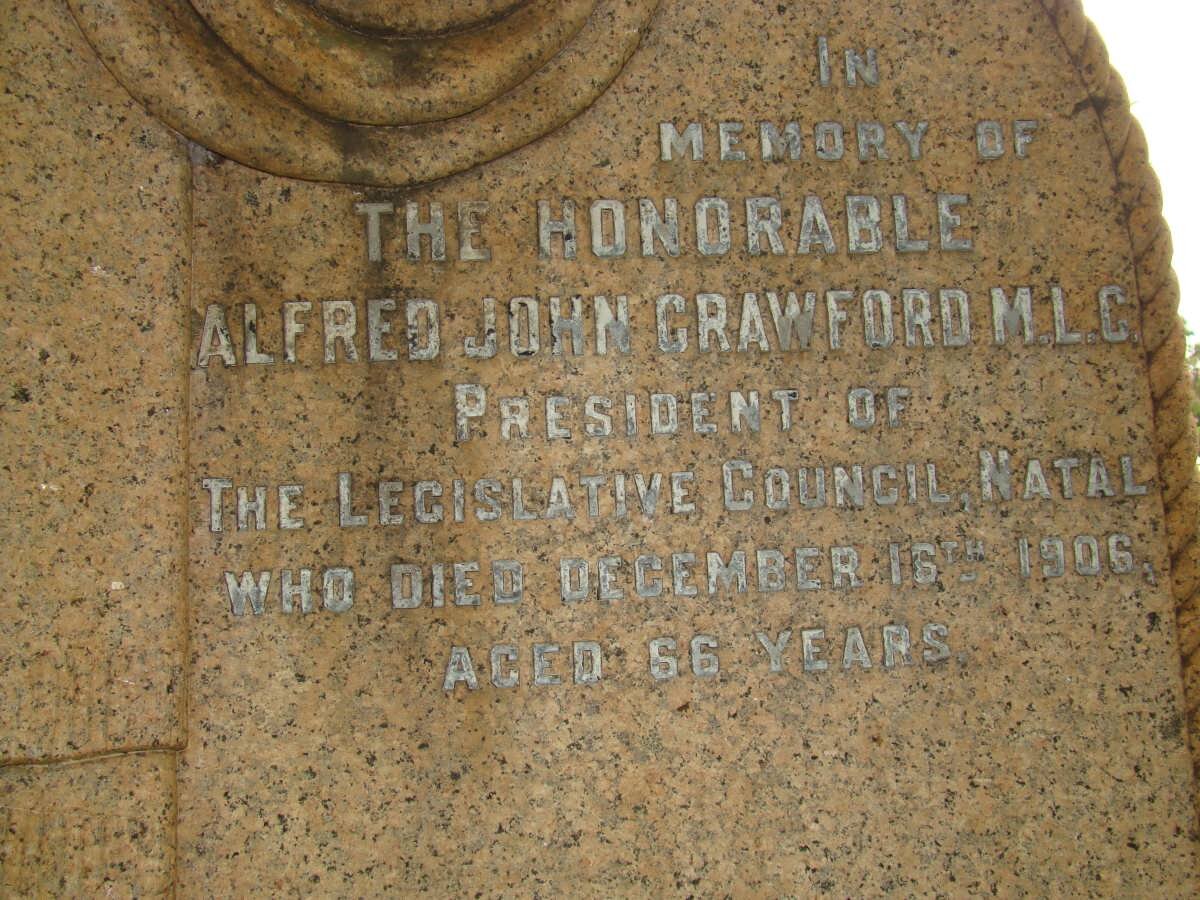 IN
MEMORY OF
THE HONORABLE
ALFRED JOHN CRAWFORD M.L.C.
PRESIDENT OF
THE LEGISLATIVE COUNCIL, NATAL
WHO DIED DECEMBER 16TH 1906,
AGED 66 YEARS.